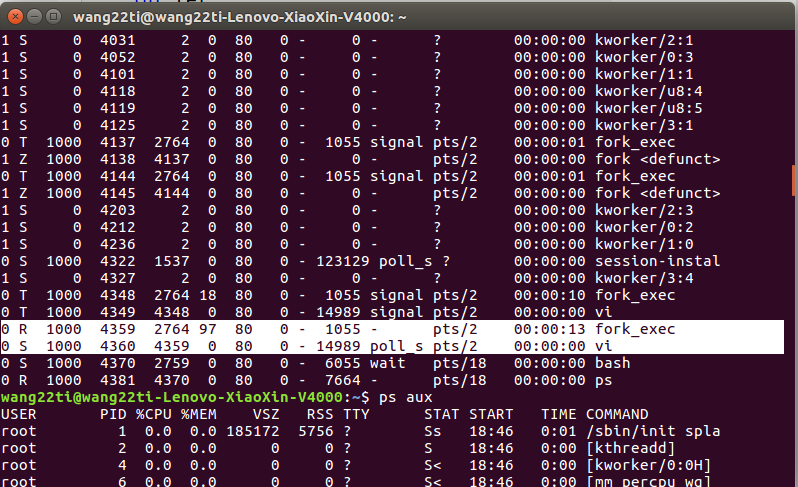 wang22ti@wang22ti-Lenovo-XiaoXin-V4000: ~
1 S     0  4031     2  0  80   0 -     0 -      ?        00:00:00 kworker/2:1
1 S     0  4052     2  0  80   0 -     0 -      ?        00:00:00 kworker/0:3
1 S     0  4101     2  0  80   0 -     0 -      ?        00:00:00 kworker/1:1
1 S     0  4118     2  0  80   0 -     0 -      ?        00:00:00 kworker/u8:4
1 S     0  4119     2  0  80   0 -     0 -      ?        00:00:00 kworker/u8:5
1 S     0  4125     2  0  80   0 -     0 -      ?        00:00:00 kworker/3:1
0 T  1000  4137  2764  0  80   0 -  1055 signal pts/2    00:00:01 fork_exec
1 Z  1000  4138  4137  0  80   0 -     0 -      pts/2    00:00:00 fork <defunct>
0 T  1000  4144  2764  0  80   0 -  1055 signal pts/2    00:00:01 fork_exec
1 Z  1000  4145  4144  0  80   0 -     0 -      pts/2    00:00:00 fork <defunct>
1 S     0  4203     2  0  80   0 -     0 -      ?        00:00:00 kworker/2:3
1 S     0  4212     2  0  80   0 -     0 -      ?        00:00:00 kworker/0:2
1 S     0  4236     2  0  80   0 -     0 -      ?        00:00:00 kworker/1:0
0 S  1000  4322  1537  0  80   0 - 123129 poll_s ?       00:00:00 session-instal
1 S     0  4327     2  0  80   0 -     0 -      ?        00:00:00 kworker/3:4
0 T  1000  4348  2764 18  80   0 -  1055 signal pts/2    00:00:10 fork_exec
0 T  1000  4349  4348  0  80   0 - 14989 signal pts/2    00:00:00 vi
0 R  1000  4359  2764 97  80   0 -  1055 -      pts/2    00:00:13 fork_exec
0 S  1000  4360  4359  0  80   0 - 14989 poll_s pts/2    00:00:00 vi
0 S  1000  4370  2759  0  80   0 -  6055 wait   pts/18   00:00:00 bash
0 R  1000  4381  4370  0  80   0 -  7664 -      pts/18   00:00:00 ps
wang22ti@wang22ti-Lenovo-XiaoXin-V4000:~$ ps aux
USER       PID %CPU %MEM    VSZ   RSS TTY      STAT START   TIME COMMAND
root         1  0.0  0.0 185172  5756 ?        Ss   18:46   0:01 /sbin/init spla
root         2  0.0  0.0      0     0 ?        S    18:46   0:00 [kthreadd]
root         4  0.0  0.0      0     0 ?        S<   18:46   0:00 [kworker/0:0H]
root         6  0.0  0.0      0     0 ?        S<   18:46   0:00 [mm_percpu_wq]